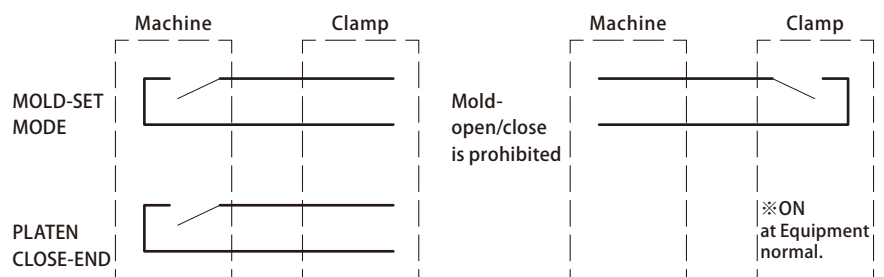 Machine
Clamp
MOLD-SET
MODE
PLATEN
CLOSE-END
Machine
Clamp
Mold-
open/close
is prohibited
※ON
at Equipment
normal.